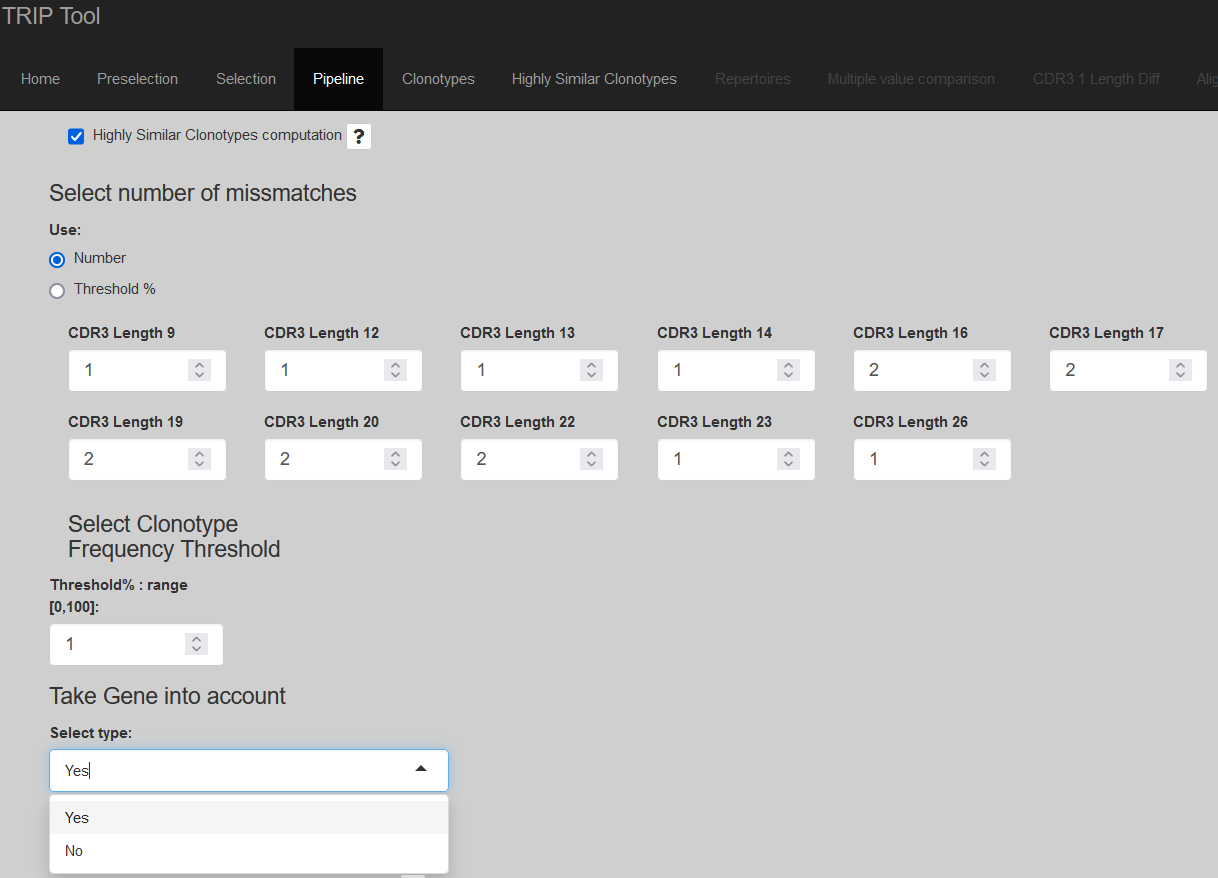 TRIP Tool
Home Preselection Selection Pipeline Clonotypes Highly Similar Clonotypes Repertoires Multiple value comparison CDR3 1 Length Diff Alig
Highly Similar Clonotypes computation ?
Select number of missmatches
Use:
Number
Threshold %
CDR3 Length 9 CDR3 Length 12 CDR3 Length 13 CDR3 Length 14 CDR3 Length 16 CDR3 Length 17
1 1 1 1 2 2
CDR3 Length 19 CDR3 Length 20 CDR3 Length 22 CDR3 Length 23 CDR3 Length 26
2 2 2 1 1
Select Clonotype
Frequency Threshold
Threshold% : range
[0,100]:
1
Take Gene into account
Select type:
Yes
Yes
No